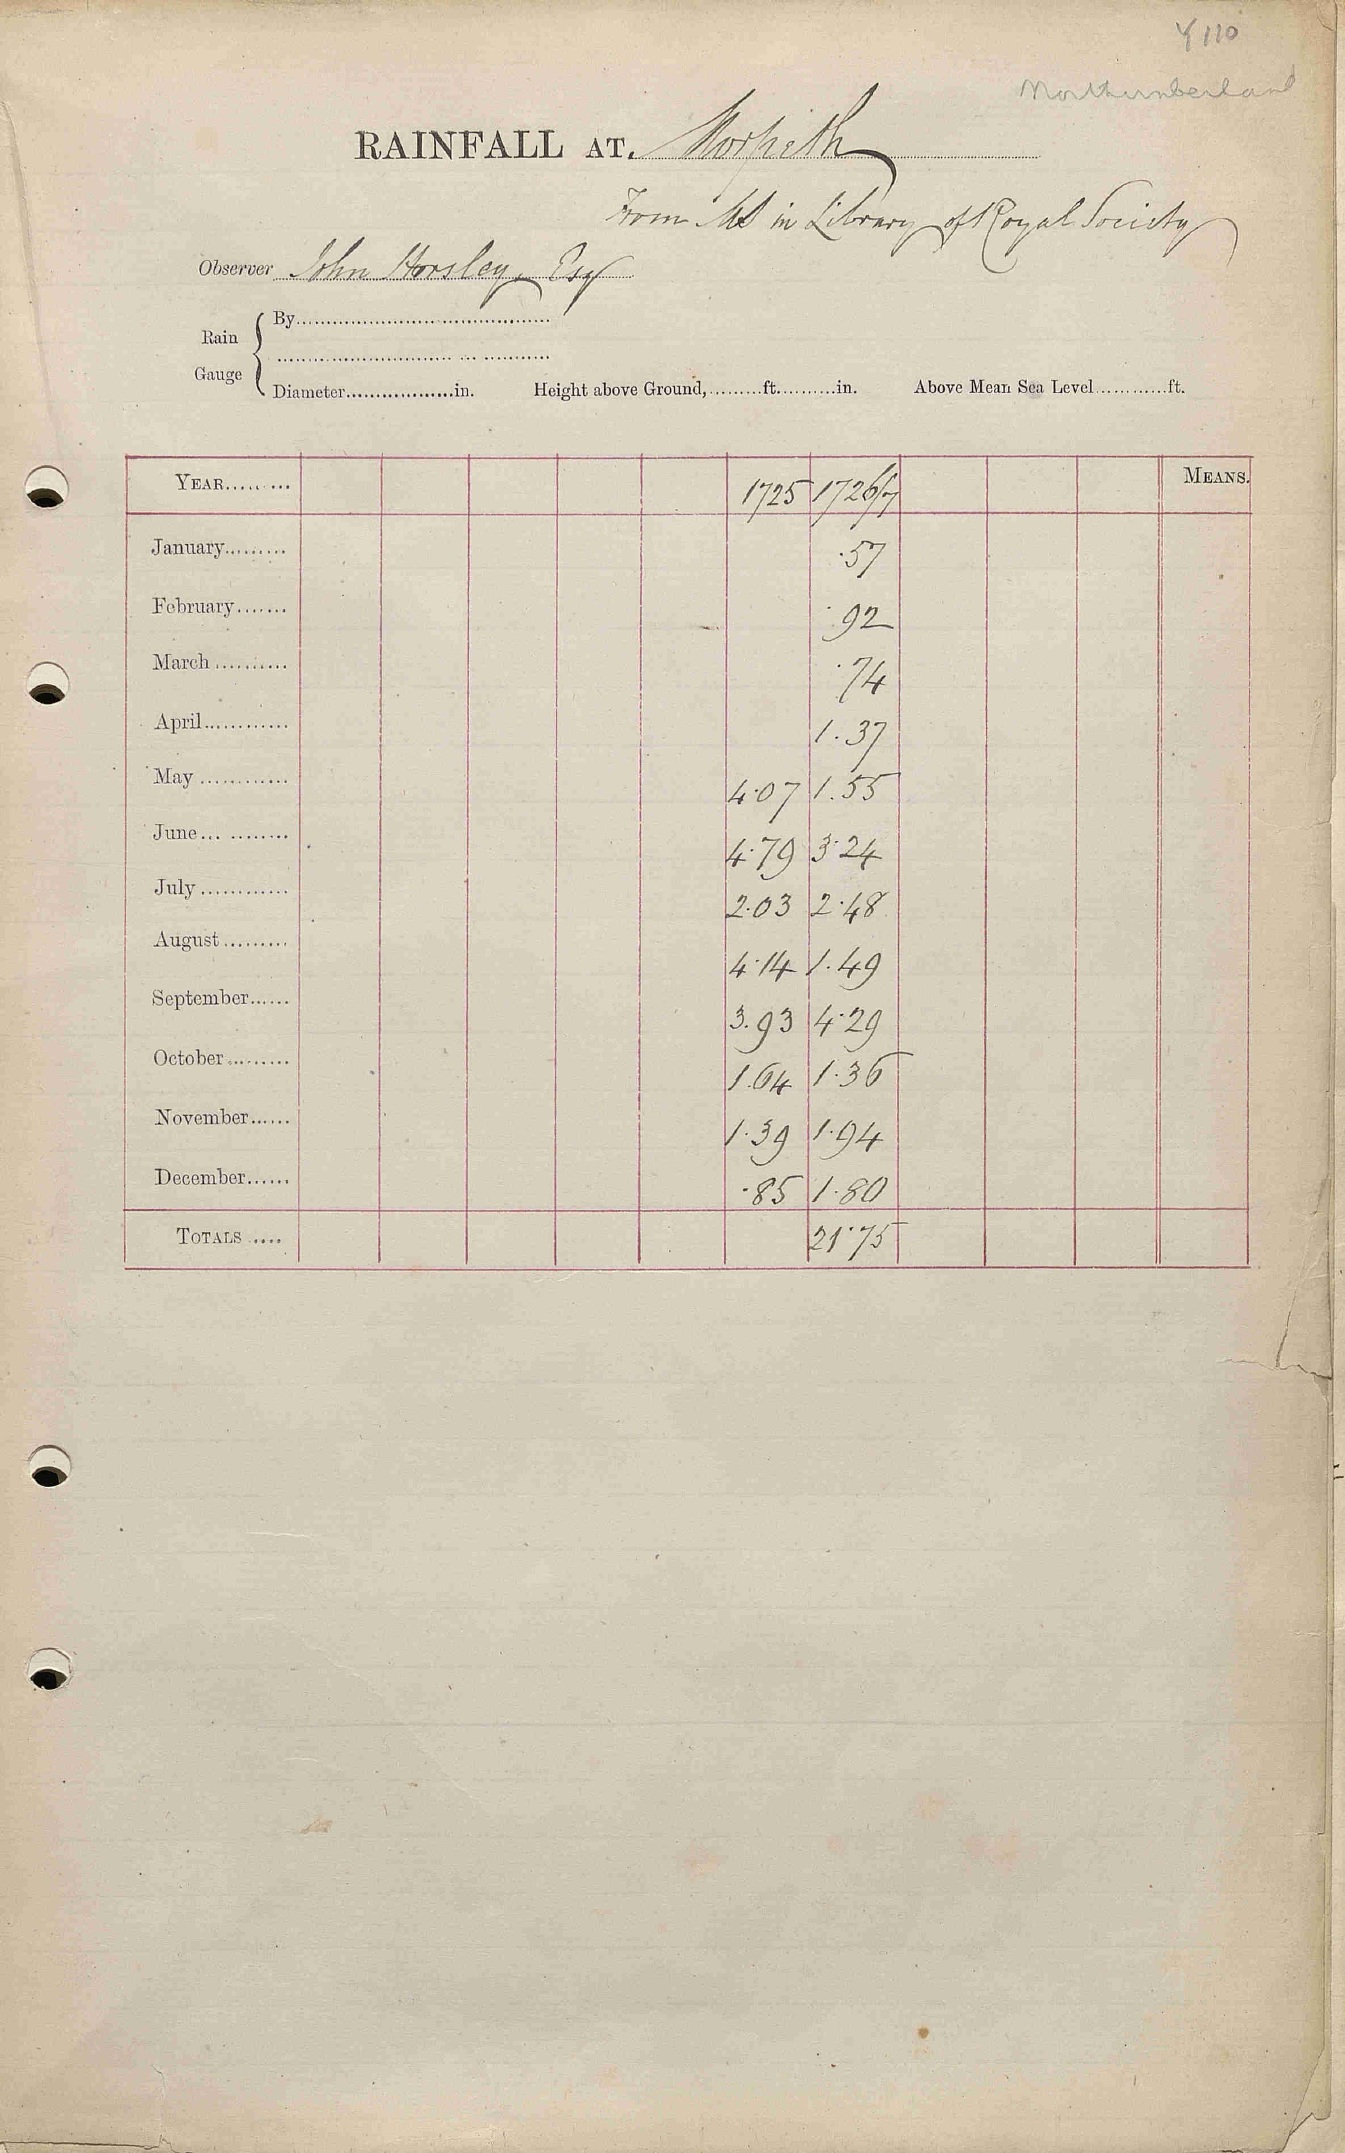 Y110
Northumberland
RAINFALL AT. Morpeth
From MS in Library of Royal Society
Observer John Horsley, Esq
Rain Gauge
By
Diameter in. Height above Ground, ft. in. Above Mean Sea Level ft.
YEAR 1725 1726/7 MEANS.
January .57
February .92
March .74
April 1.37
May 4.07 1.55
June 4.79 3.24
July 2.03 2.48
August 4.14 1.49
September 3.93 4.29
October 1.64 1.36
November 1.39 1.94
December .85 1.80
TOTALS 21.75